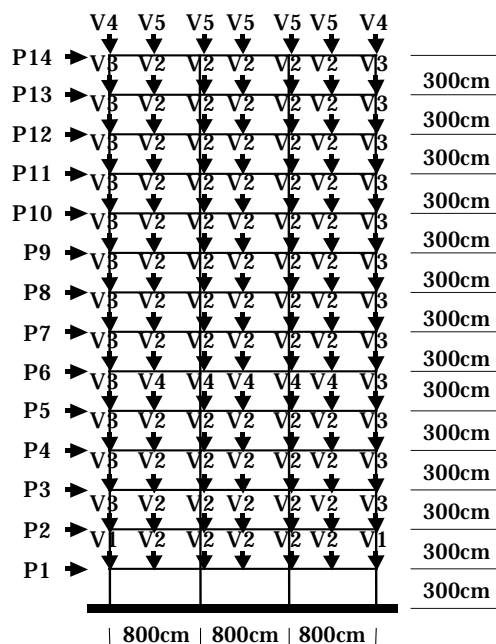 V4 V5 V5 V5 V5 V5 V4
P14
V3 V2 V2 V2 V2 V2 V3
300cm
P13
V3 V2 V2 V2 V2 V2 V3
300cm
P12
V3 V2 V2 V2 V2 V2 V3
300cm
P11
V3 V2 V2 V2 V2 V2 V3
300cm
P10
V3 V2 V2 V2 V2 V2 V3
300cm
P9
V3 V2 V2 V2 V2 V2 V3
300cm
P8
V3 V2 V2 V2 V2 V2 V3
300cm
P7
V3 V2 V2 V2 V2 V2 V3
300cm
P6
V3 V4 V4 V4 V4 V4 V3
300cm
P5
V3 V2 V2 V2 V2 V2 V3
300cm
P4
V3 V2 V2 V2 V2 V2 V3
300cm
P3
V3 V2 V2 V2 V2 V2 V3
300cm
P2
V1 V2 V2 V2 V2 V2 V1
300cm
P1
300cm
800cm 800cm 800cm